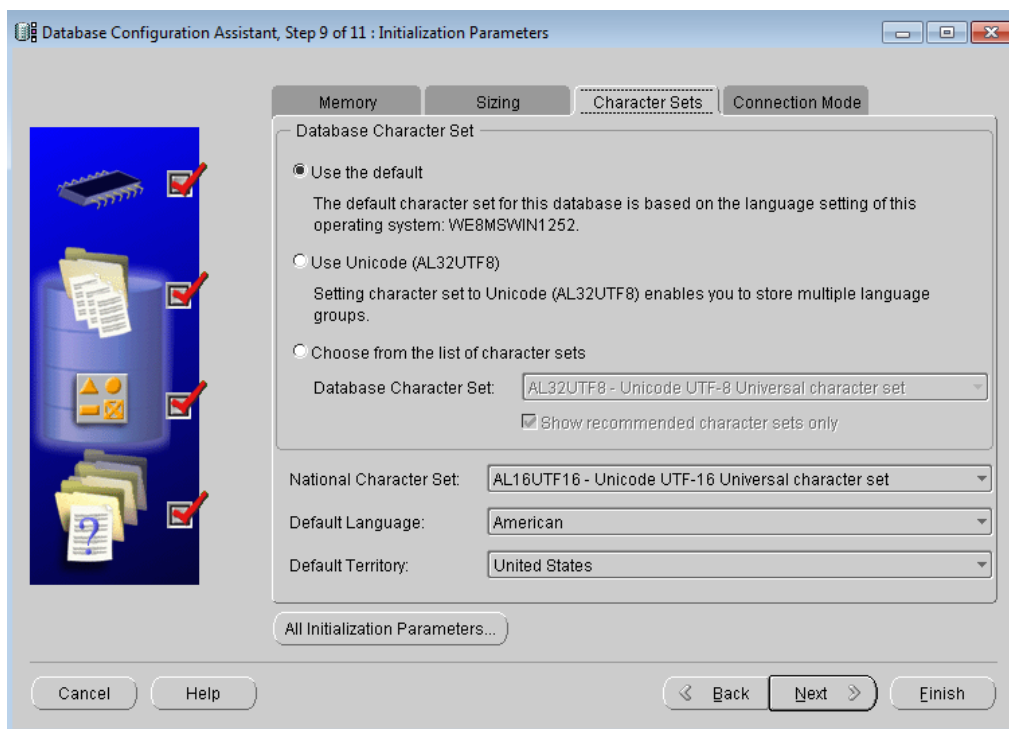 Database Configuration Assistant, Step 9 of 11 : Initialization Parameters
Memory Sizing Character Sets Connection Mode
Database Character Set
Use the default
The default character set for this database is based on the language setting of this
operating system: WE8MSWIN1252.
Use Unicode (AL32UTF8)
Setting character set to Unicode (AL32UTF8) enables you to store multiple language
groups.
Choose from the list of character sets
Database Character Set: AL32UTF8 - Unicode UTF-8 Universal character set
Show recommended character sets only
National Character Set: AL16UTF16 - Unicode UTF-16 Universal character set
Default Language: American
Default Territory: United States
?
All Initialization Parameters...
Cancel Help Back Next Finish